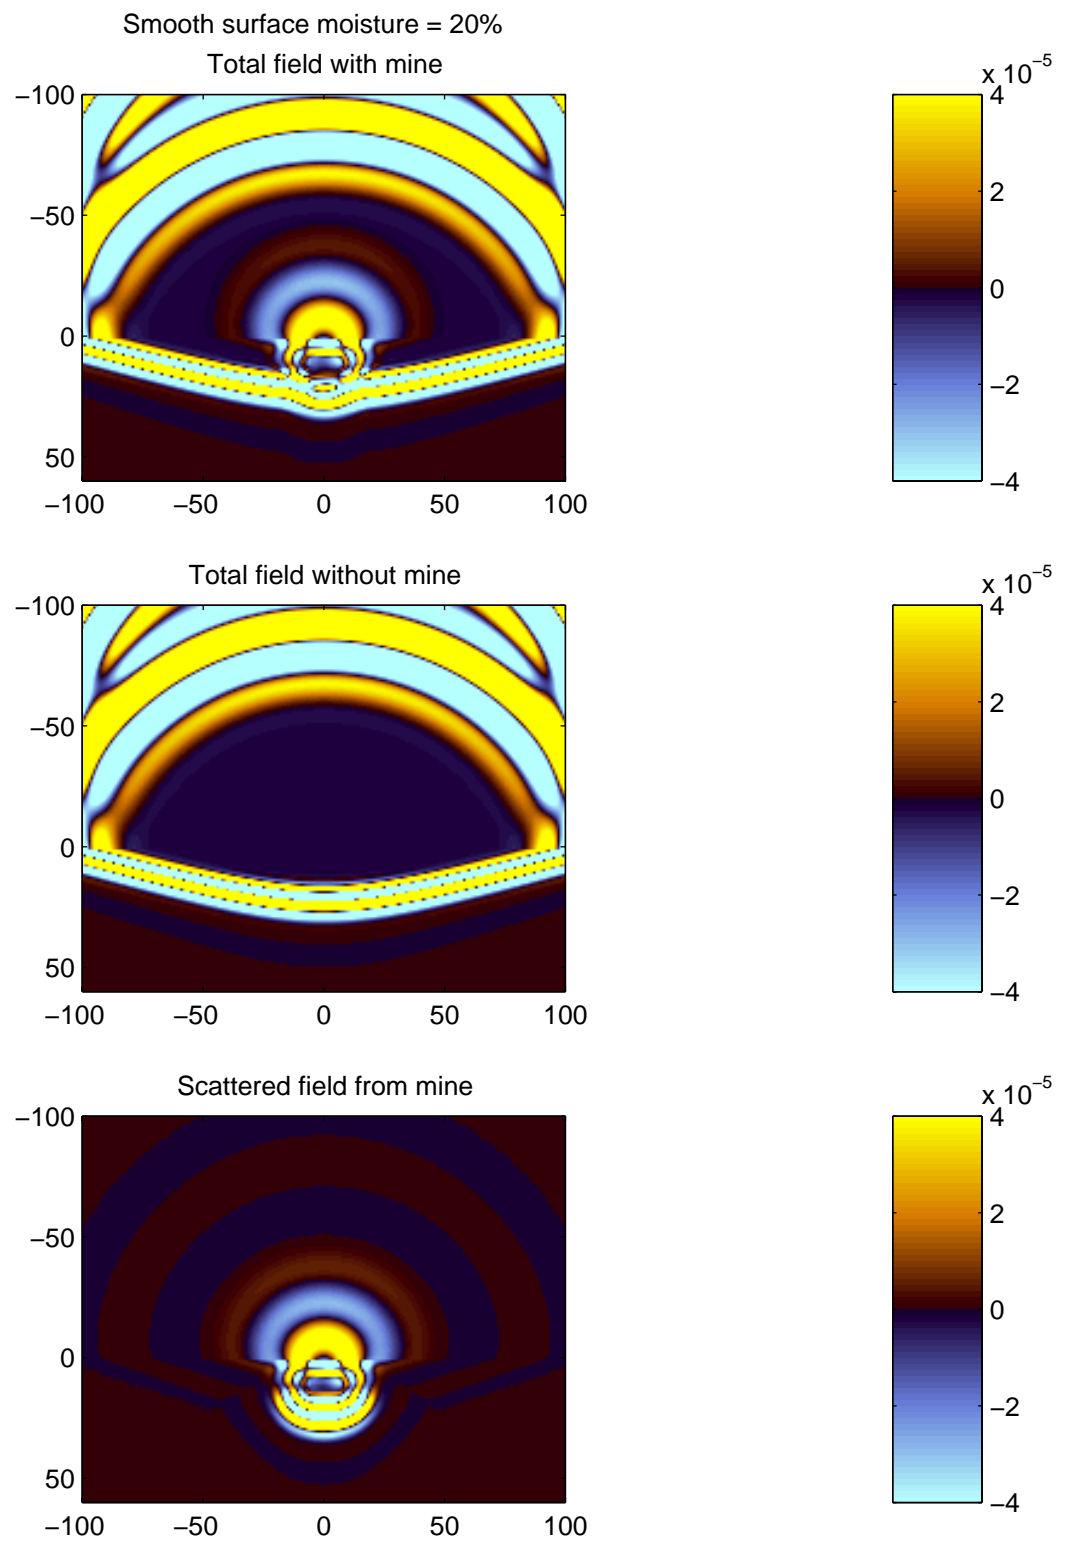 Smooth surface moisture = 20%
Total field with mine
x 10⁻⁵
−100
−50
0
50
−100 −50 0 50 100
4
2
0
−2
−4
Total field without mine
x 10⁻⁵
−100
−50
0
50
−100 −50 0 50 100
4
2
0
−2
−4
Scattered field from mine
x 10⁻⁵
−100
−50
0
50
−100 −50 0 50 100
4
2
0
−2
−4